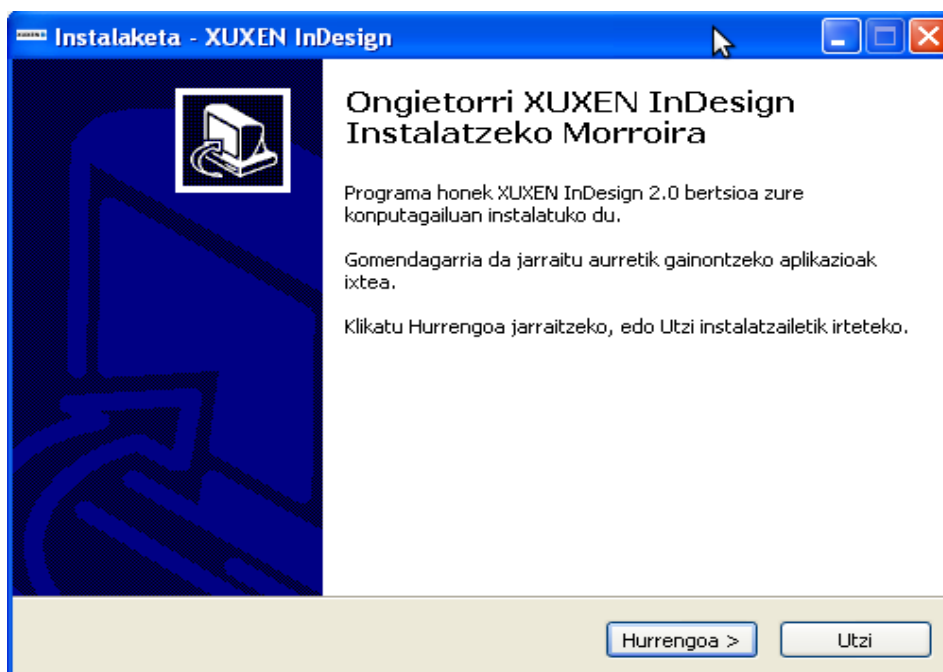 Instalaketa - XUXEN InDesign
Ongietorri XUXEN InDesign
Instalatzeko Morroira
Programa honek XUXEN InDesign 2.0 bertsioa zure
konputagailuan instalatuko du.
Gomendagarria da jarraitu aurretik gainontzeko aplikazioak
ixtea.
Klikatu Hurrengoa jarraitzeko, edo Utzi instalatzailetik irteteko.
Hurrengoa >
Utzi